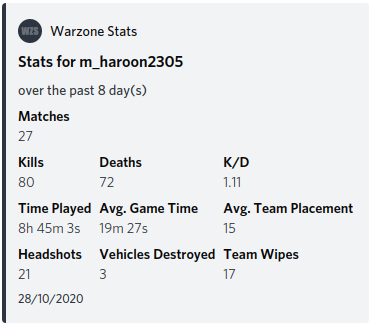 WZS Warzone Stats
Stats for m_haroon2305
over the past 8 day(s)
Matches
27
Kills Deaths K/D
80 72 1.11
Time Played Avg. Game Time Avg. Team Placement
8h 45m 3s 19m 27s 15
Headshots Vehicles Destroyed Team Wipes
21 3 17
28/10/2020